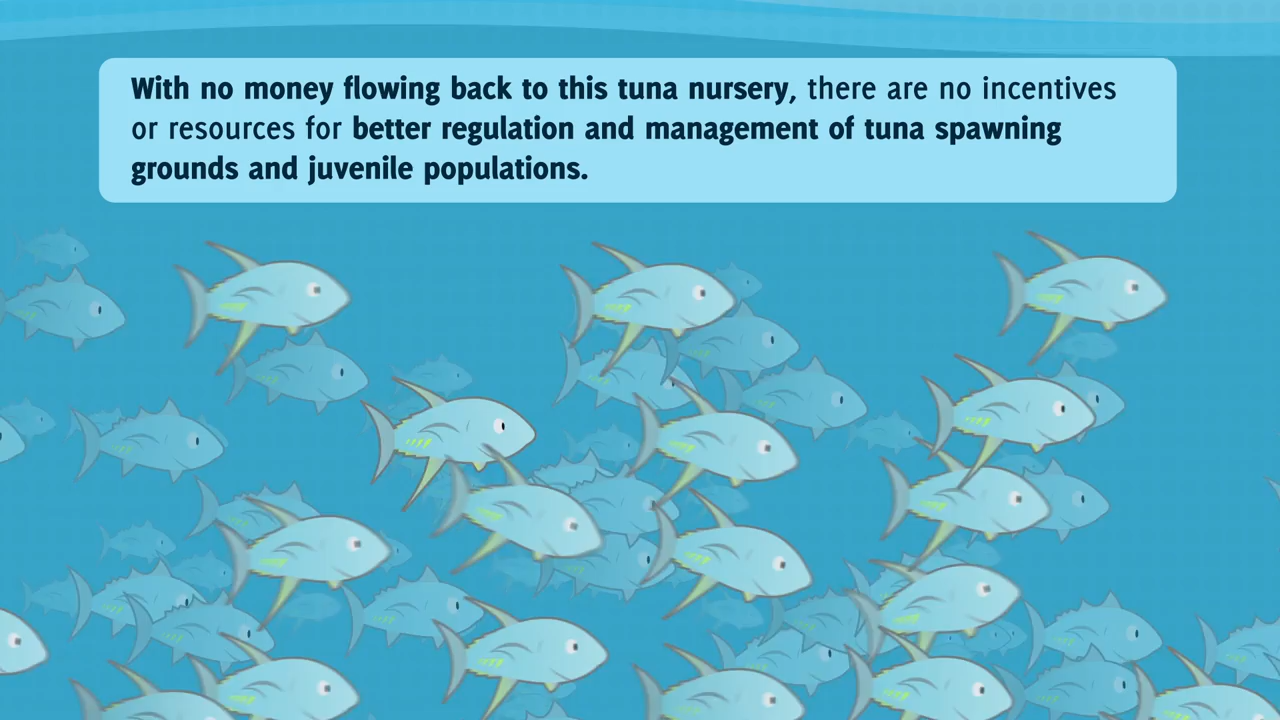 With no money flowing back to this tuna nursery, there are no incentives
or resources for better regulation and management of tuna spawning
grounds and juvenile populations.